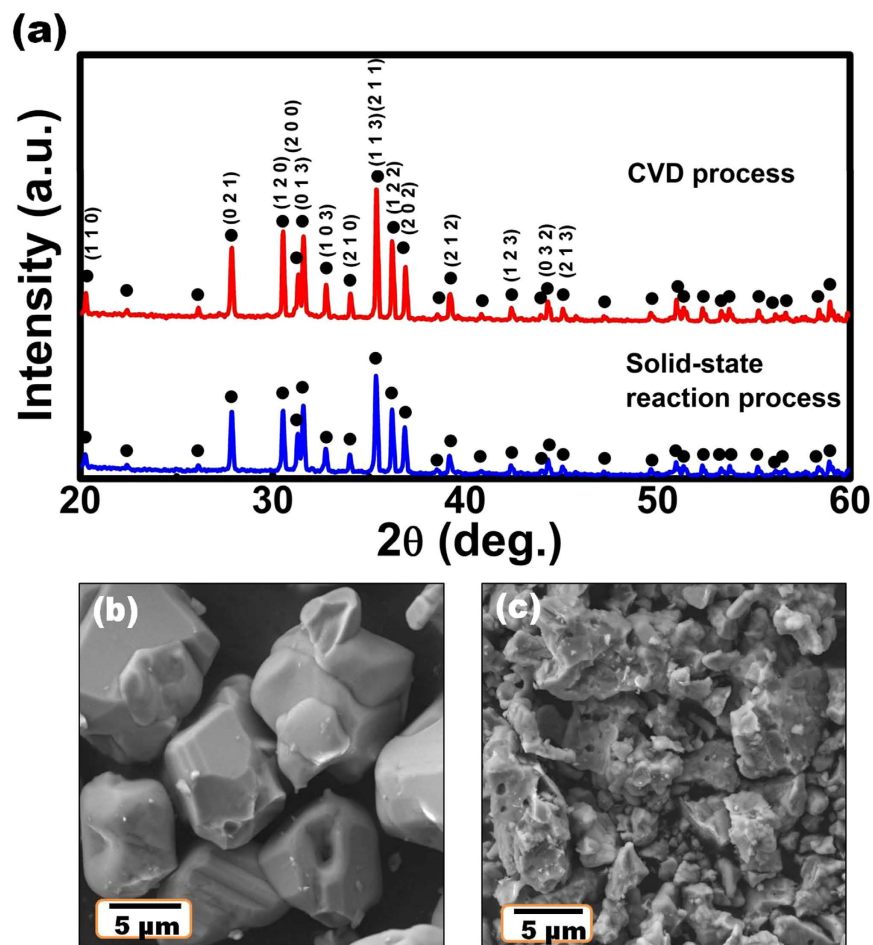 (a)
Intensity (a.u.)
(1 1 0)
(0 2 1)
(1 2 0)
(2 0 0)
(0 1 3)
(1 0 3)
(2 1 0)
(1 1 3)(2 1 1)
(1 2 2)
(2 0 2)
(2 1 2)
(1 2 3)
(0 3 2)
(2 1 3)
CVD process
Solid-state
reaction process
20 30 40 50 60
2θ (deg.)
(b)
5 µm
(c)
5 µm